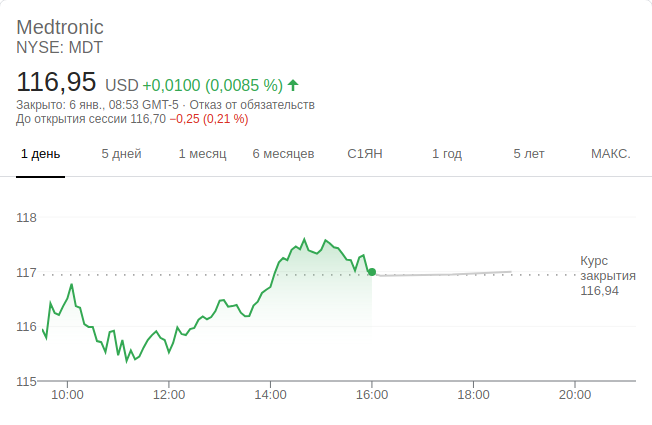 Medtronic
NYSE: MDT
116,95 USD +0,0100 (0,0085 %)
Закрыто: 6 янв., 08:53 GMT-5 · Отказ от обязательств
До открытия сессии 116,70 −0,25 (0,21 %)
1 день 5 дней 1 месяц 6 месяцев С1ЯН 1 год 5 лет МАКС.
118
117
116
115
Курс
закрытия
116,94
10:00 12:00 14:00 16:00 18:00 20:00